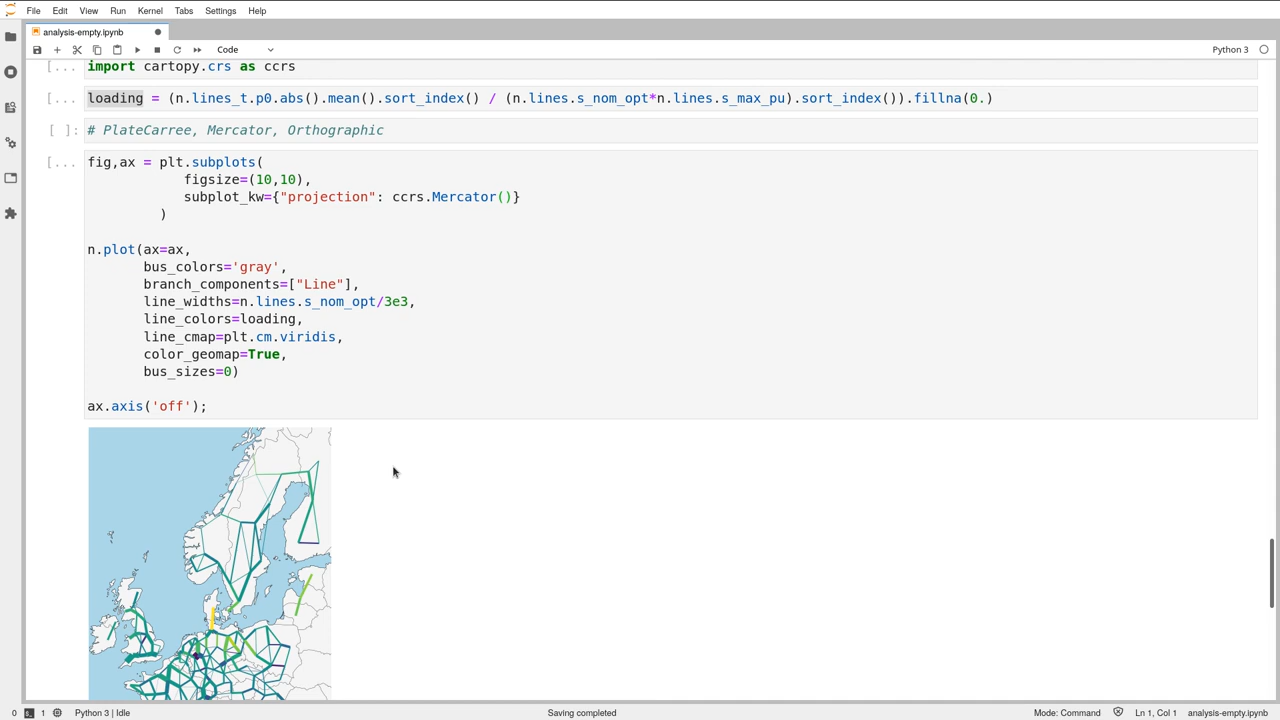 File Edit View Run Kernel Tabs Settings Help
analysis-empty.ipynb
Code
Python 3
[... import cartopy.crs as ccrs
[... loading = (n.lines_t.p0.abs().mean().sort_index() / (n.lines.s_nom_opt*n.lines.s_max_pu).sort_index()).fillna(0.)
[ ]: # PlateCarree, Mercator, Orthographic
[... fig,ax = plt.subplots(
figsize=(10,10),
subplot_kw={"projection": ccrs.Mercator()}
)
n.plot(ax=ax,
bus_colors='gray',
branch_components=["Line"],
line_widths=n.lines.s_nom_opt/3e3,
line_colors=loading,
line_cmap=plt.cm.viridis,
color_geomap=True,
bus_sizes=0)
ax.axis('off');
0 1 Python 3 | Idle Saving completed Mode: Command Ln 1, Col 1 analysis-empty.ipynb